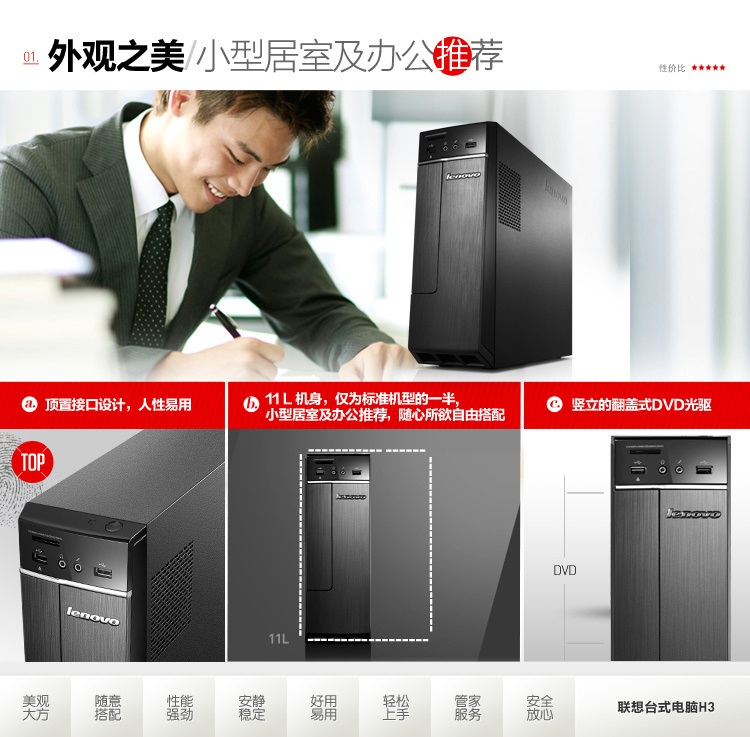 01. 外观之美/小型居室及办公推荐
性价比 ★★★★★
lenovo
lenovo
a. 顶置接口设计，人性易用
b. 11L 机身，仅为标准机型的一半，
小型居室及办公推荐，随心所欲自由搭配
c. 竖立的翻盖式DVD光驱
TOP
lenovo
lenovo
11L
lenovo
DVD
美观
大方
随意
搭配
性能
强劲
安静
稳定
好用
易用
轻松
上手
管家
服务
安全
放心
联想台式电脑H3